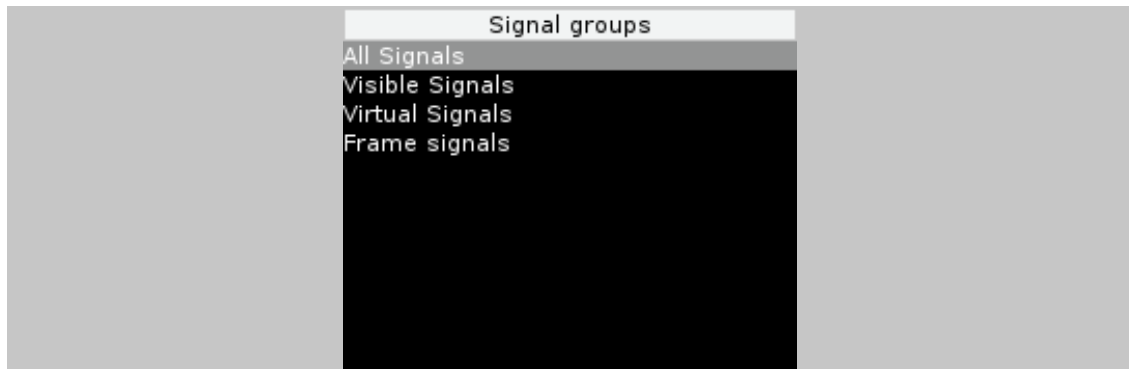 Signal groups
All Signals
Visible Signals
Virtual Signals
Frame signals